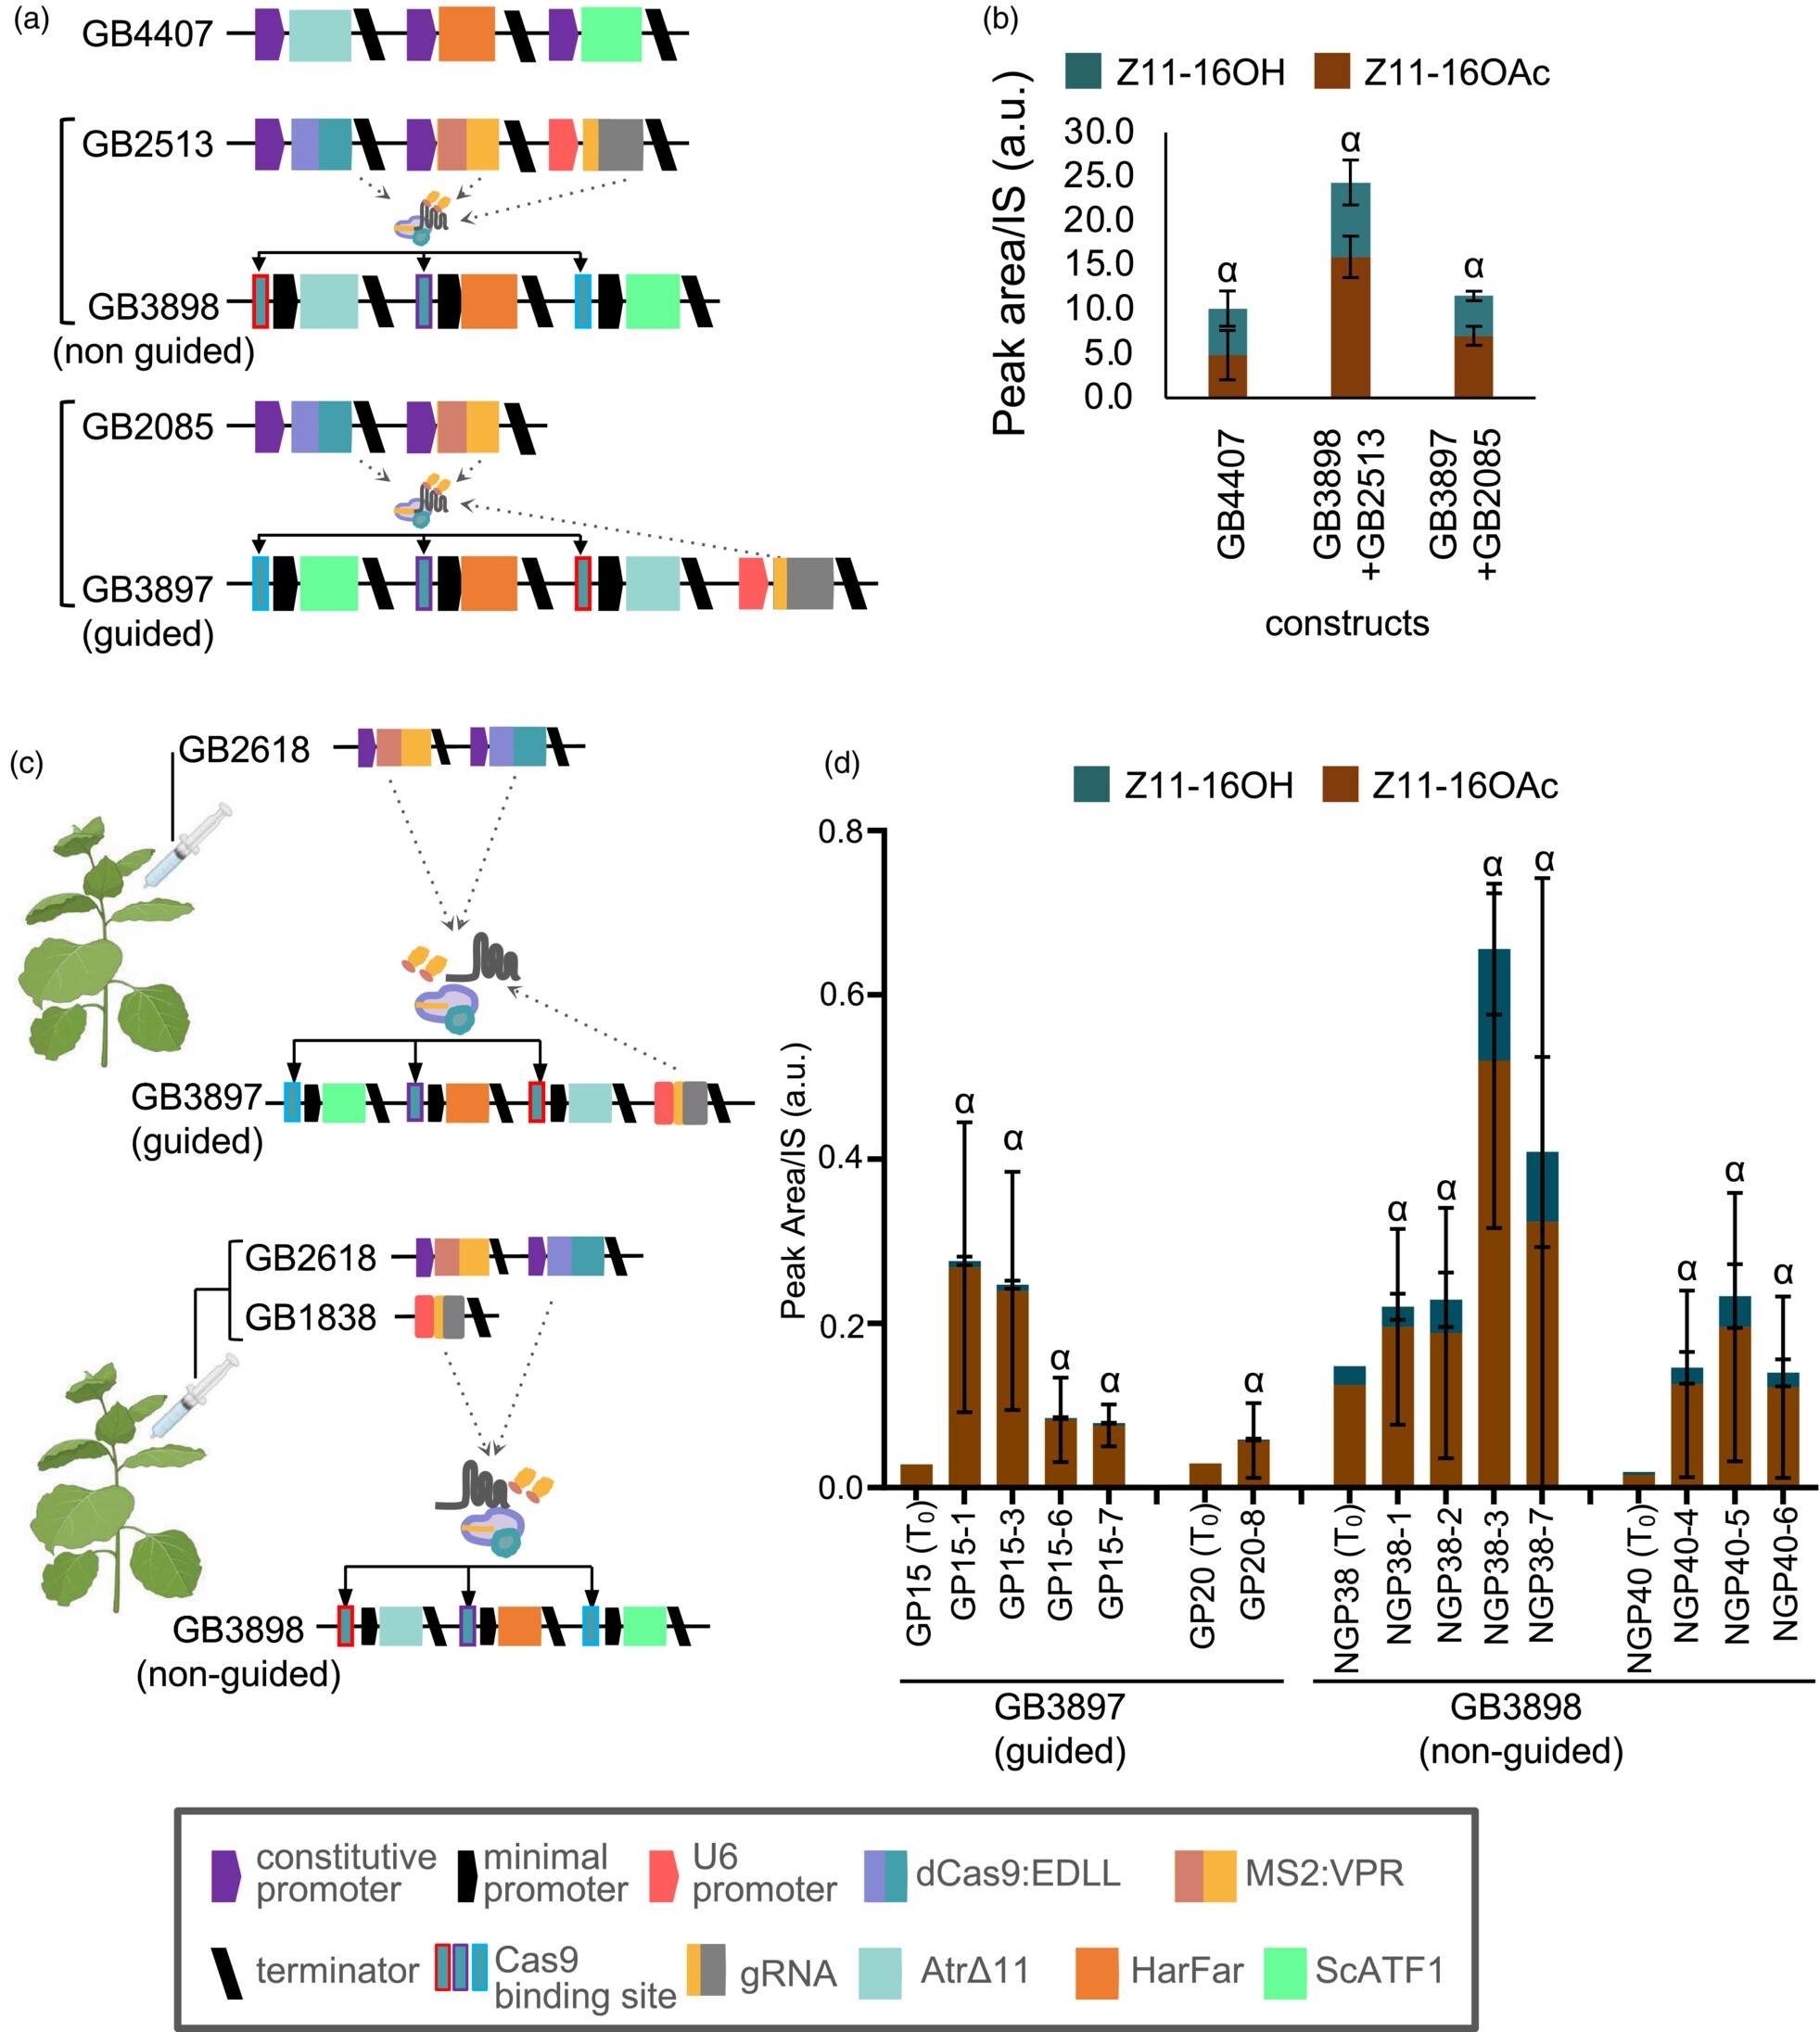 (a)
GB4407
GB2513
GB3898
(non guided)
GB2085
GB3897
(guided)
(b)
Z11-16OH
Z11-16OAc
Peak area/IS (a.u.)
30.0
25.0
20.0
15.0
10.0
5.0
0.0
α
α
α
GB4407
GB3898
+GB2513
GB3897
+GB2085
constructs
(c)
GB2618
GB3897
(guided)
GB2618
GB1838
GB3898
(non-guided)
(d)
Z11-16OH
Z11-16OAc
Peak Area/IS (a.u.)
0.8
0.6
0.4
0.2
0.0
α
α
α
α
α
α
α
α
α
α
α
α
GP15 (T₀)
GP15-1
GP15-3
GP15-6
GP15-7
GP20 (T₀)
GP20-8
NGP38 (T₀)
NGP38-1
NGP38-2
NGP38-3
NGP38-7
NGP40 (T₀)
NGP40-4
NGP40-5
NGP40-6
GB3897
(guided)
GB3898
(non-guided)
constitutive
promoter
minimal
promoter
U6
promoter
dCas9:EDLL
MS2:VPR
terminator
Cas9
binding site
gRNA
AtrΔ11
HarFar
ScATF1